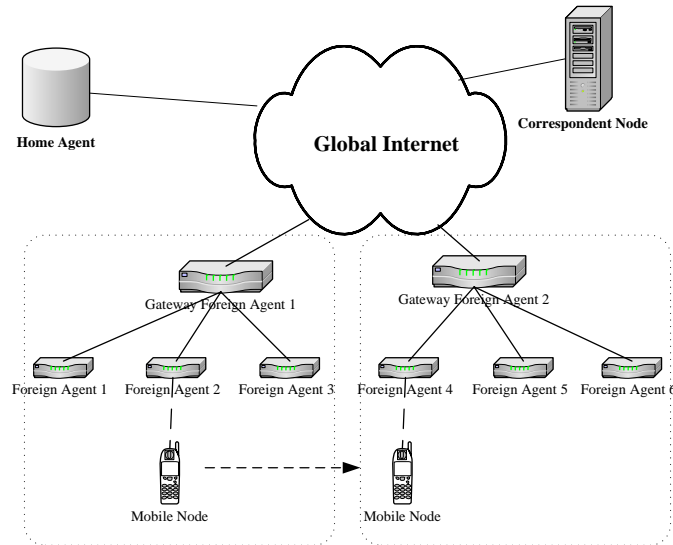 Home Agent
Correspondent Node
Global Internet
Gateway Foreign Agent 1
Gateway Foreign Agent 2
Foreign Agent 1
Foreign Agent 2
Foreign Agent 3
Foreign Agent 4
Foreign Agent 5
Foreign Agent 6
Mobile Node
Mobile Node